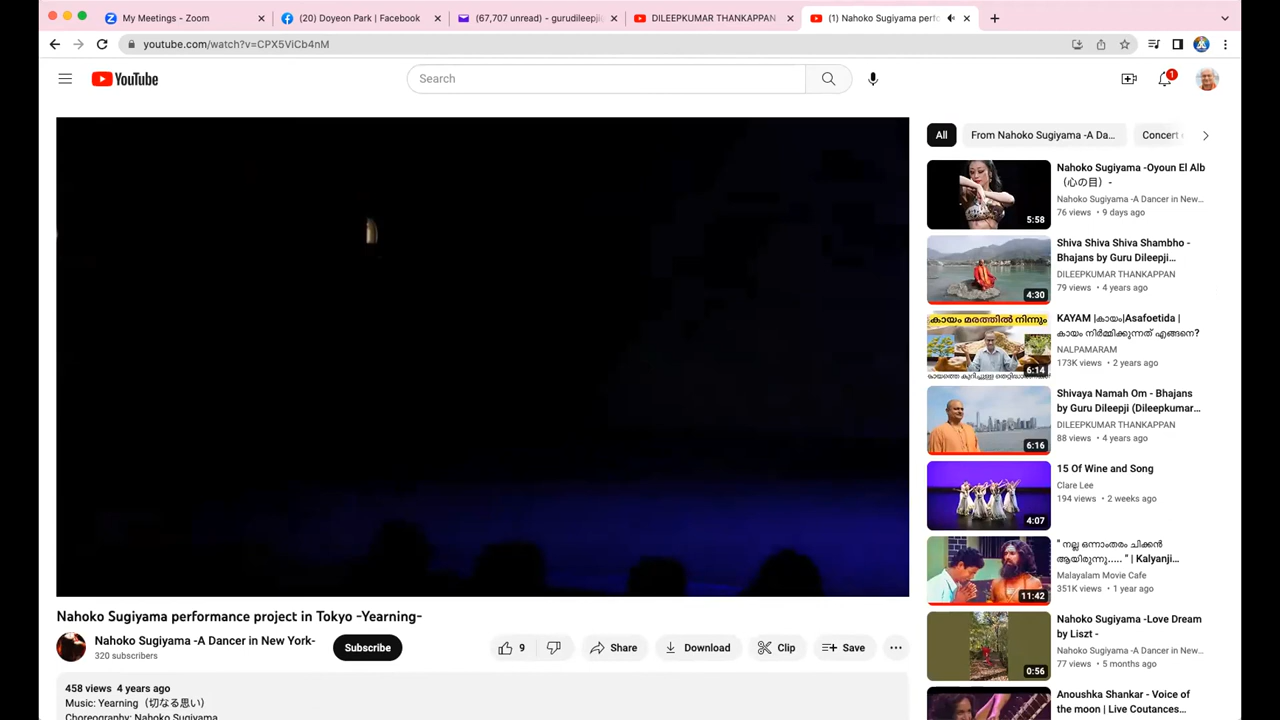 My Meetings - Zoom
(20) Doyeon Park | Facebook
(67,707 unread) - gurudileepji
DILEEPKUMAR THANKAPPAN
(1) Nahoko Sugiyama perfo
youtube.com/watch?v=CPX5ViCb4nM
YouTube
Search
1
All
From Nahoko Sugiyama -A Da...
Concert
Nahoko Sugiyama -Oyoun El Alb
（心の目）-
Nahoko Sugiyama -A Dancer in New...
76 views • 9 days ago
5:58
Shiva Shiva Shiva Shambho -
Bhajans by Guru Dileepji...
DILEEPKUMAR THANKAPPAN
79 views • 4 years ago
4:30
കായം മരത്തിൽ നിന്നും
KAYAM |കായം|Asafoetida |
കായം നിർമ്മിക്കുന്നത് എങ്ങനെ?
NALPAMARAM
173K views • 2 years ago
6:14
Shivaya Namah Om - Bhajans
by Guru Dileepji (Dileepkumar...
DILEEPKUMAR THANKAPPAN
88 views • 4 years ago
6:16
15 Of Wine and Song
Clare Lee
194 views • 2 weeks ago
4:07
" നല്ല ഒന്നാംതരം ചിക്കൻ
ആയിരുന്നു..... " | Kalyanji...
Malayalam Movie Cafe
351K views • 1 year ago
11:42
Nahoko Sugiyama -Love Dream
by Liszt -
Nahoko Sugiyama -A Dancer in New...
77 views • 5 months ago
0:56
Anoushka Shankar - Voice of
the moon | Live Coutances...
Nahoko Sugiyama performance project in Tokyo -Yearning-
Nahoko Sugiyama -A Dancer in New York-
320 subscribers
Subscribe
9
Share
Download
Clip
Save
458 views 4 years ago
Music: Yearning（切なる思い）
Choreography: Nahoko Sugiyama